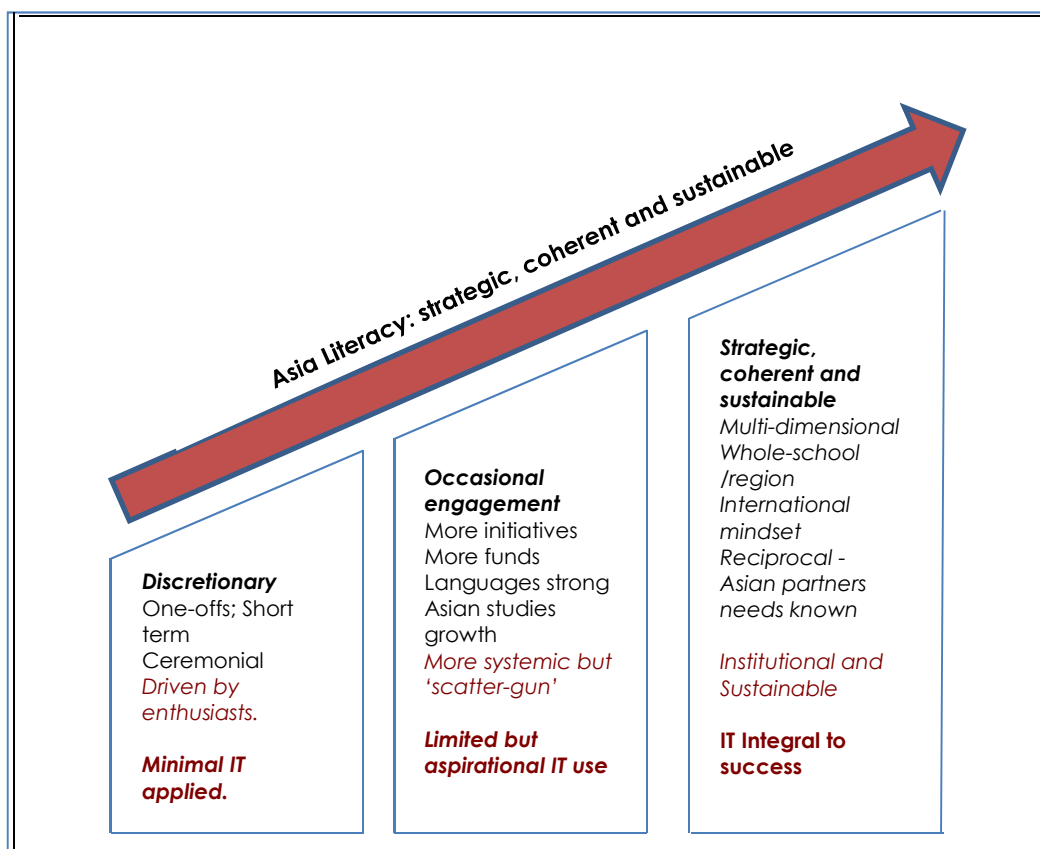 Asia Literacy: strategic, coherent and sustainable
Discretionary
One-offs; Short
term
Ceremonial
Driven by
enthusiasts.
Minimal IT
applied.
Occasional
engagement
More initiatives
More funds
Languages strong
Asian studies
growth
More systemic but
‘scatter-gun’
Limited but
aspirational IT use
Strategic,
coherent and
sustainable
Multi-dimensional
Whole-school
/region
International
mindset
Reciprocal -
Asian partners
needs known
Institutional and
Sustainable
IT Integral to
success